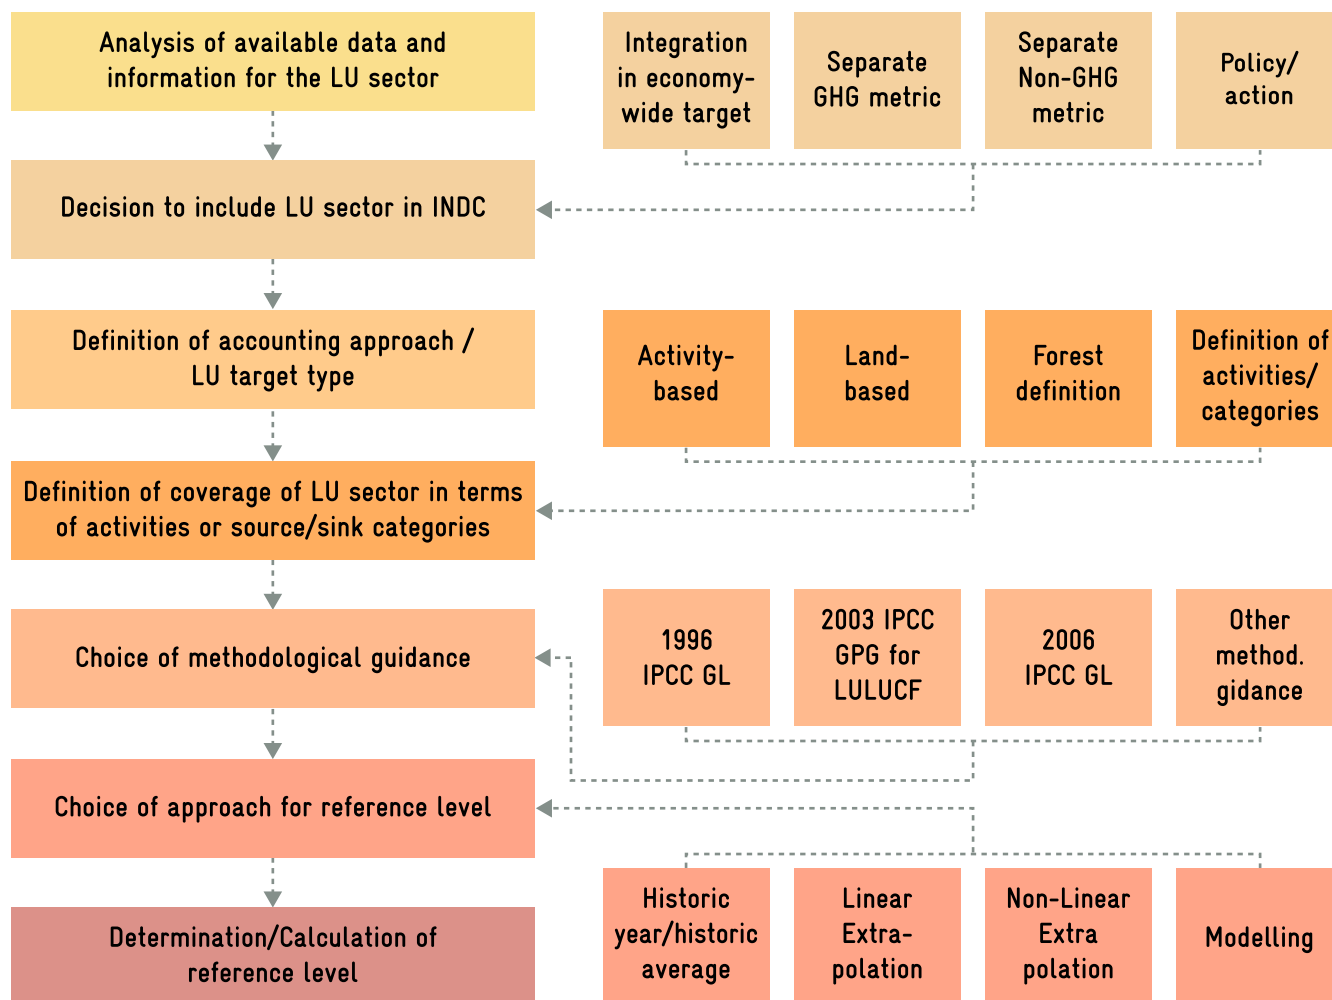 Analysis of available data and
information for the LU sector
Integration
in economy-
wide target
Separate
GHG metric
Separate
Non-GHG
metric
Policy/
action
Decision to include LU sector in INDC
Definition of accounting approach /
LU target type
Activity-
based
Land-
based
Forest
definition
Definition of
activities/
categories
Definition of coverage of LU sector in terms
of activities or source/sink categories
Choice of methodological guidance
1996
IPCC GL
2003 IPCC
GPG for
LULUCF
2006
IPCC GL
Other
method.
gidance
Choice of approach for reference level
Historic
year/historic
average
Linear
Extra-
polation
Non-Linear
Extra
polation
Modelling
Determination/Calculation of
reference level